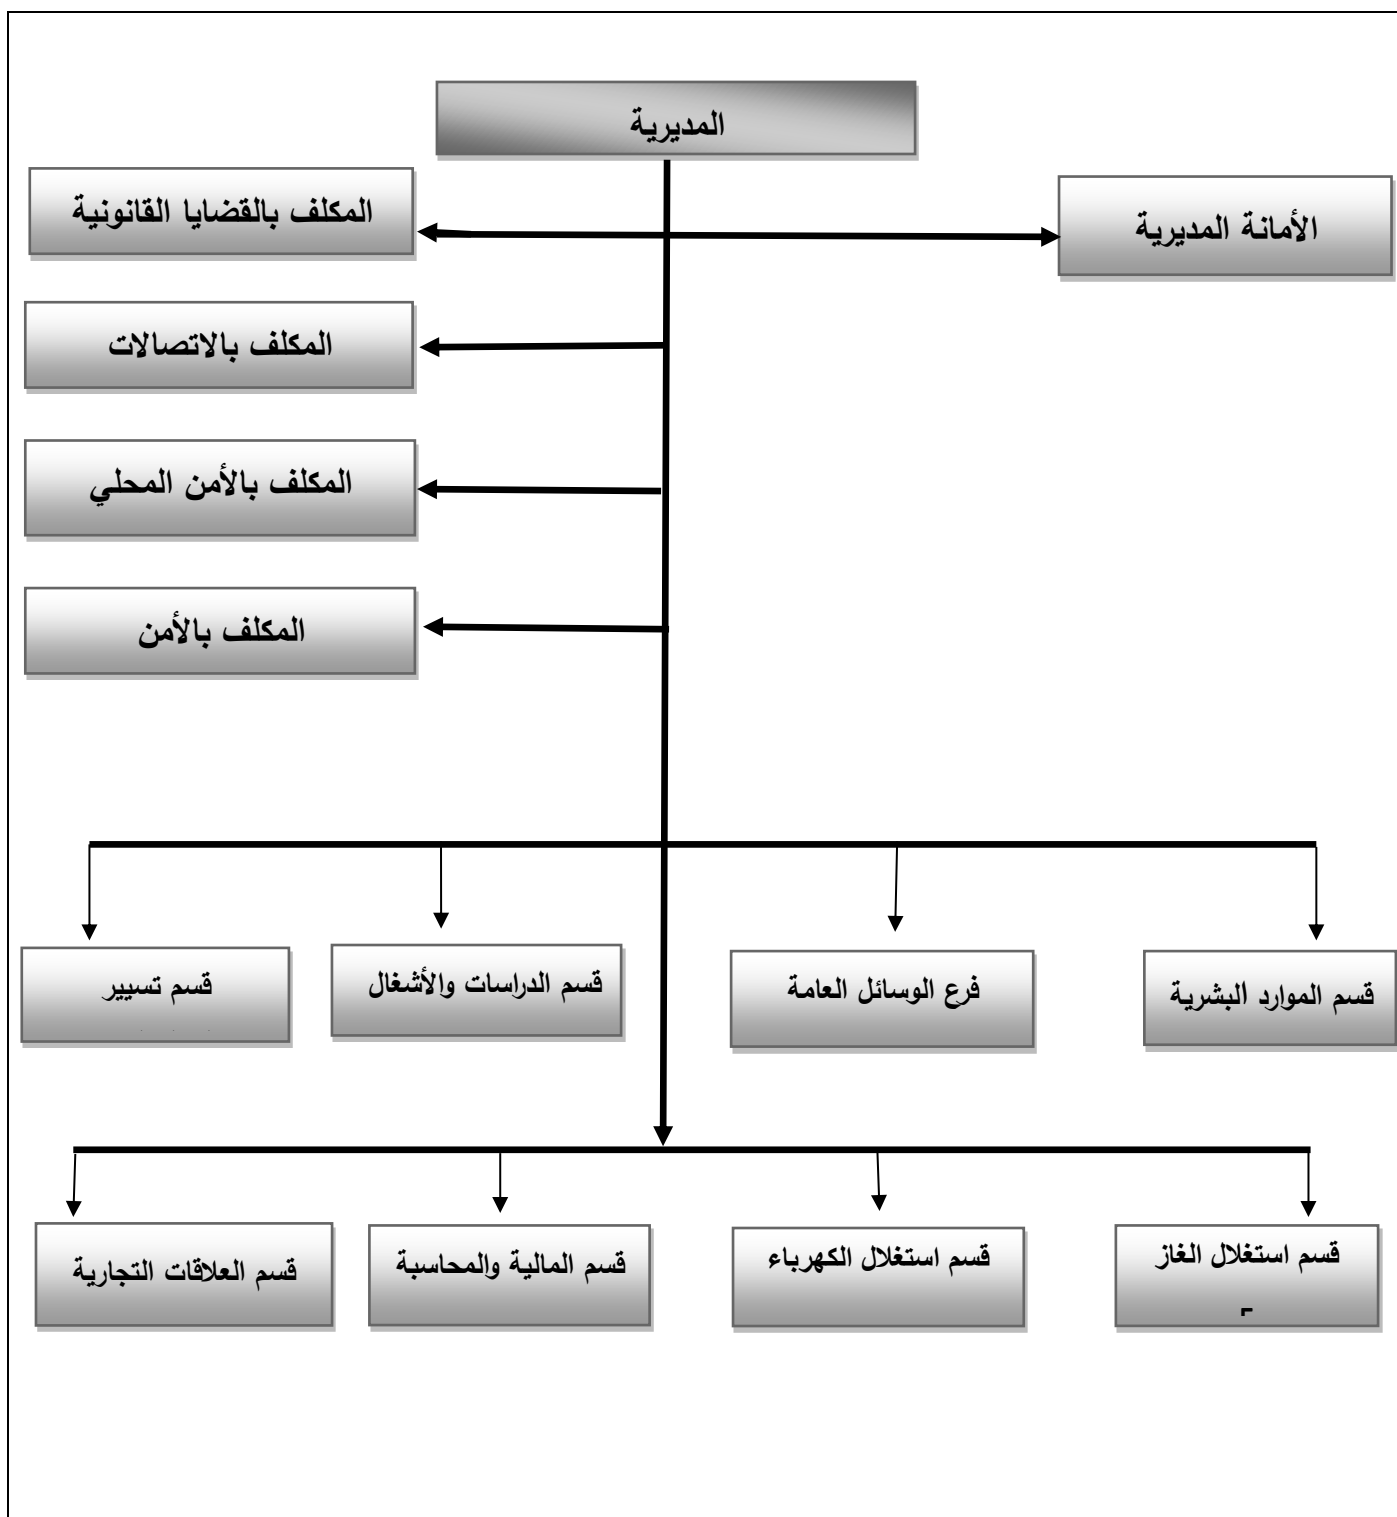 المديرية
الأمانة المديرية
المكلف بالقضايا القانونية
المكلف بالاتصالات
المكلف بالأمن المحلي
المكلف بالأمن
قسم الموارد البشرية
فرع الوسائل العامة
قسم الدراسات والأشغال
قسم تسيير
قسم استغلال الغاز
قسم استغلال الكهرباء
قسم المالية والمحاسبة
قسم العلاقات التجارية